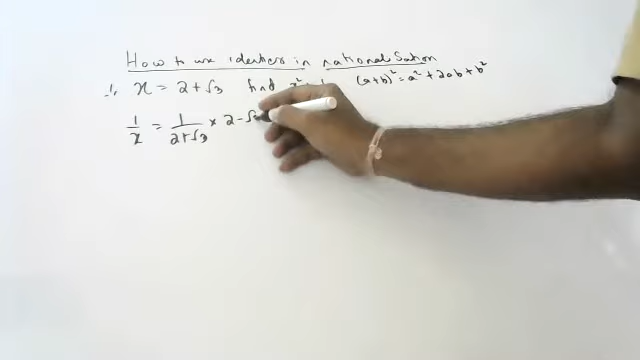 How to use identities in rationalisation
1. x = 2 + √3 find x² (a+b)² = a² + 2ab + b²
1/x = 1/(2+√3) × 2 - √